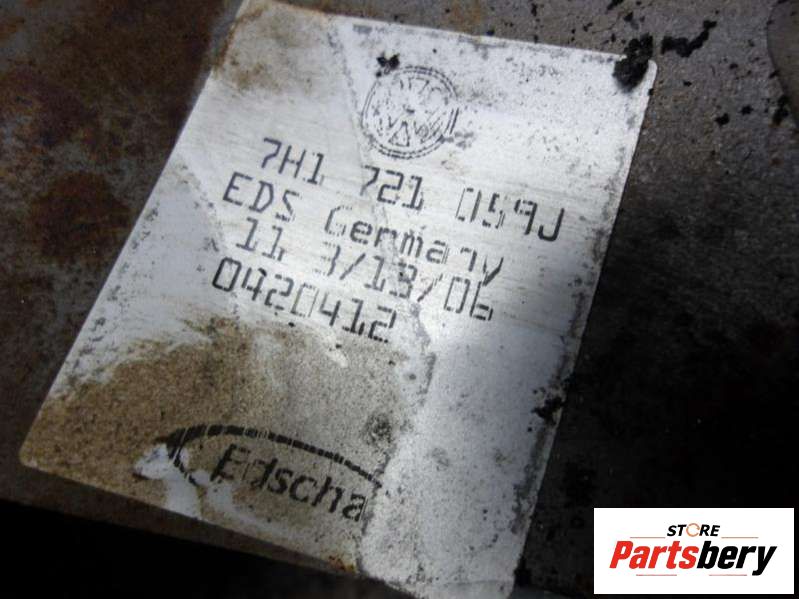 7H1 721 059J
EDS Germany
11 3/13/06
0420412
Edscha
STORE
Partsbery